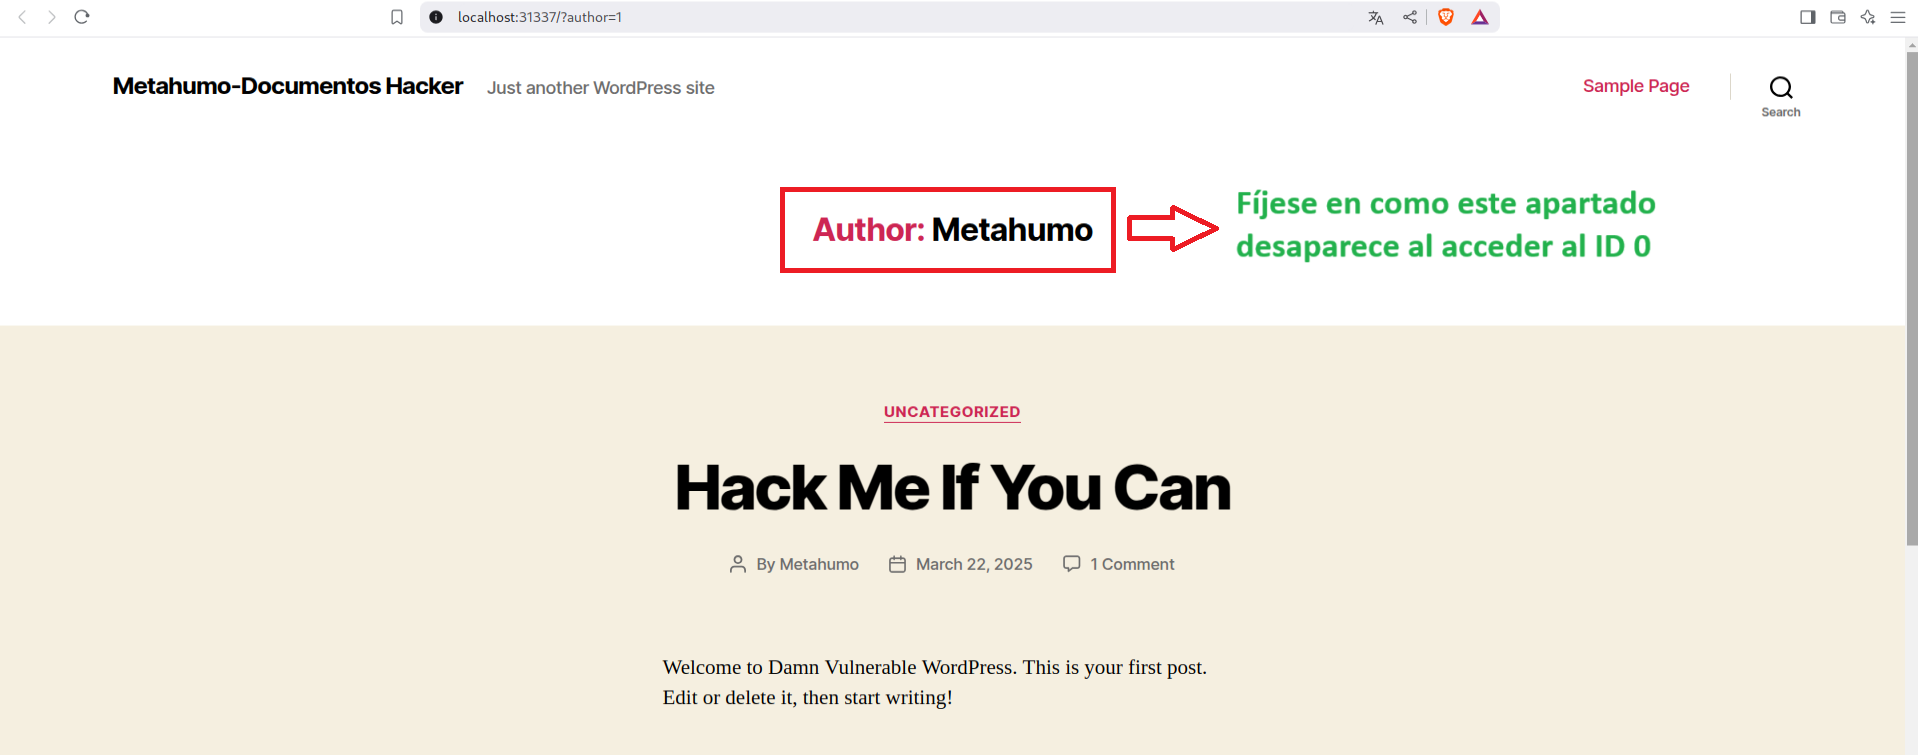 localhost:31337/?author=1
Metahumo-Documentos Hacker
Just another WordPress site
Sample Page
Search
Author: Metahumo
Fíjese en como este apartado
desaparece al acceder al ID 0
UNCATEGORIZED
Hack Me If You Can
By Metahumo
March 22, 2025
1 Comment
Welcome to Damn Vulnerable WordPress. This is your first post.
Edit or delete it, then start writing!